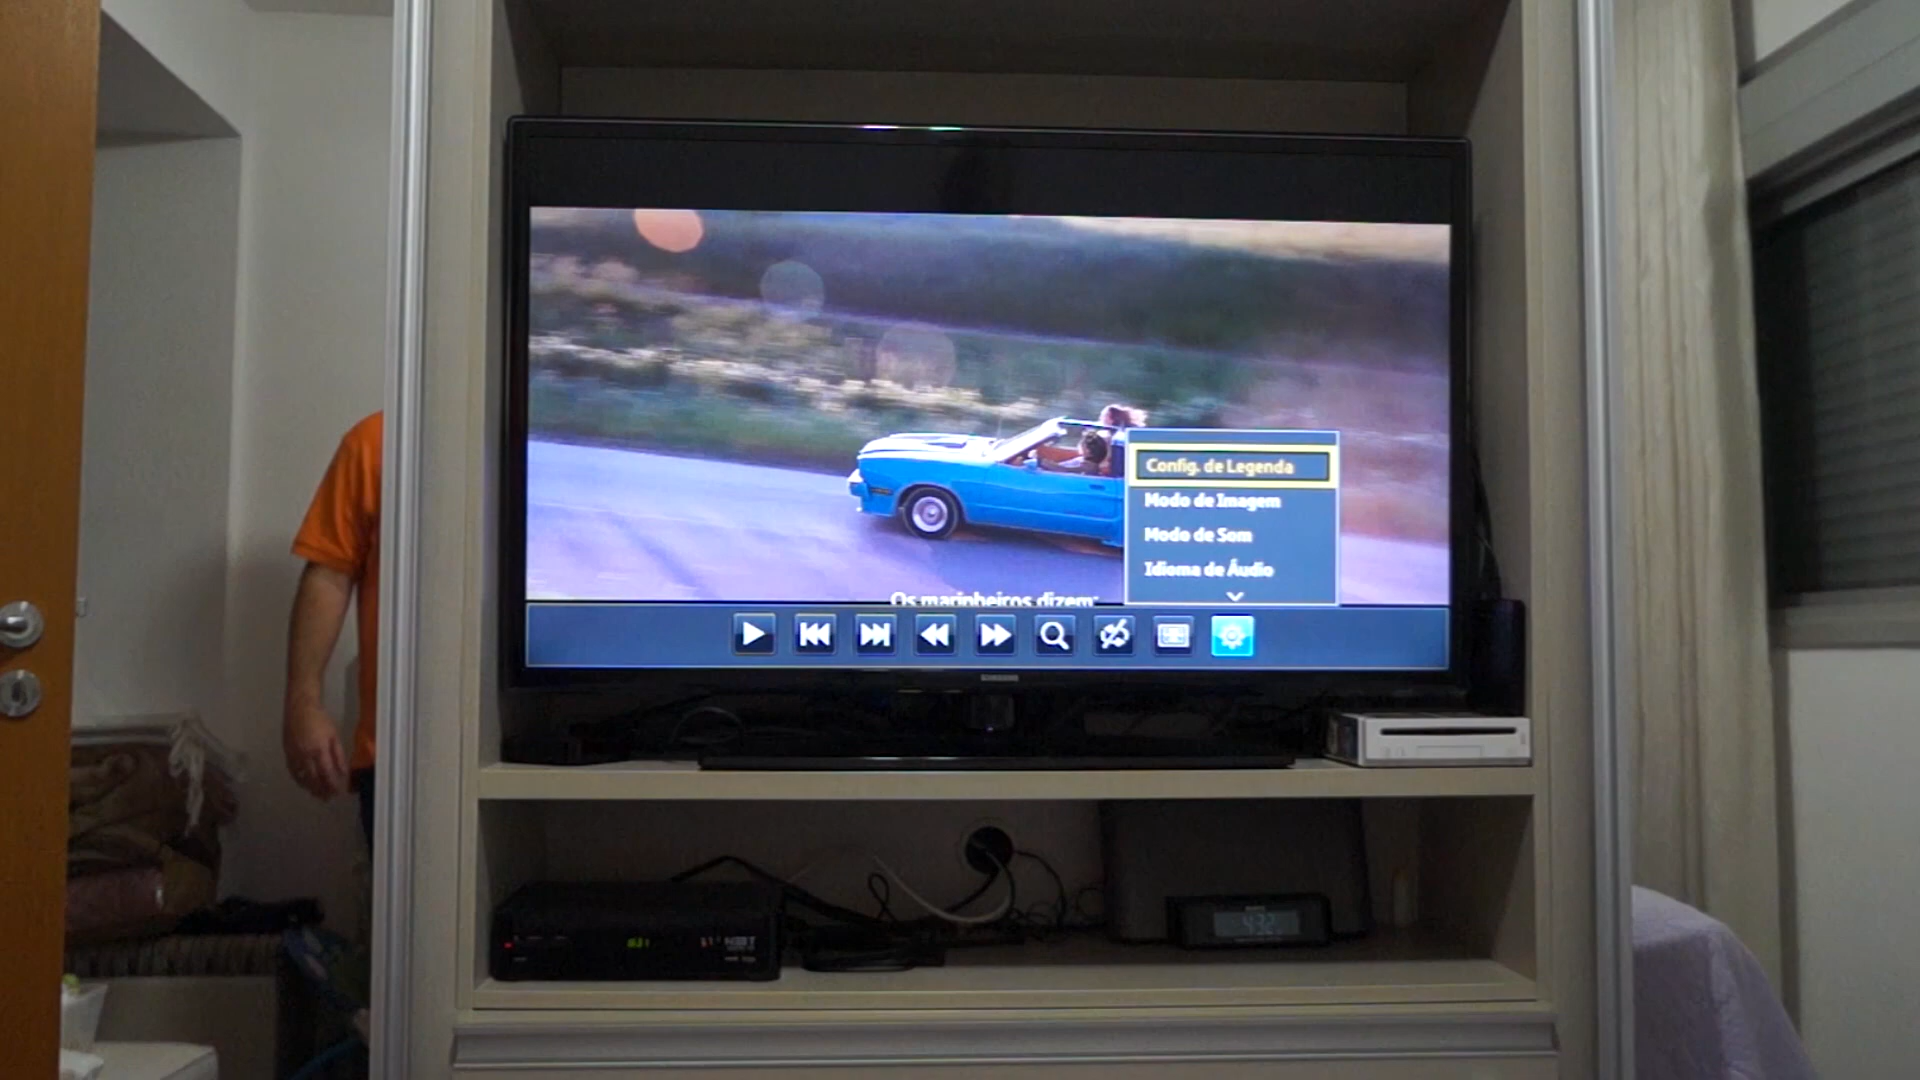 Config. de Legenda
Modo de Imagem
Modo de Som
Idioma de Áudio
Os marinheiros dizem: